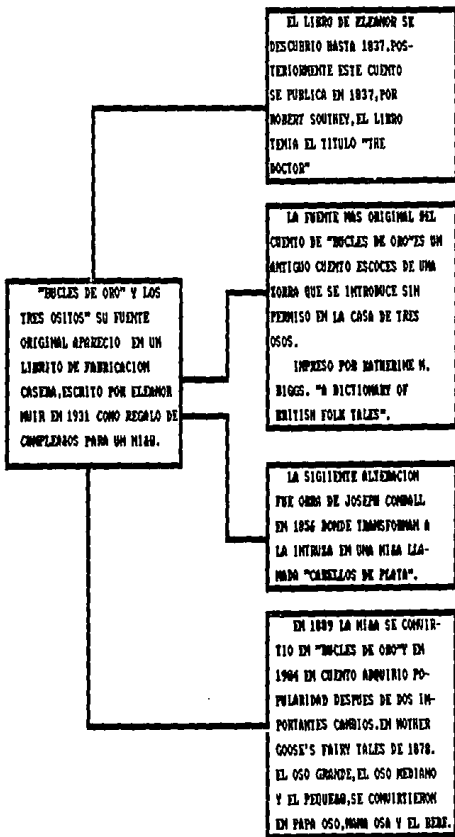 "BUCLES DE ORO" Y LOS
TRES OSITOS" SU FUENTE
ORIGINAL APARECIO EN UN
LIBRITO DE FABRICACION
CASERA,ESCRITO POR ELEANOR
MUIR EN 1931 COMO REGALO DE
CUMPLEAÑOS PARA UN NIÑO.
EL LIBRO DE ELEANOR SE
DESCUBRIO HASTA 1837,POS-
TERIORMENTE ESTE CUENTO
SE PUBLICA EN 1837,POR
ROBERT SOUTHEY,EL LIBRO
TENIA EL TITULO "THE
DOCTOR"
LA FUENTE MAS ORIGINAL DEL
CUENTO DE "BUCLES DE ORO"ES UN
ANTIGUO CUENTO ESCOCES DE UNA
ZORRA QUE SE INTRODUCE SIN
PERMISO EN LA CASA DE TRES
OSOS.
IMPRESO POR KATHERINE M.
BIGGS. "A DICTIONARY OF
BRITISH FOLK TALES".
LA SIGIIENTE ALTERACION
FUE OBRA DE JOSEPH CONDALL
EN 1856 DONDE TRANSFORMAN A
LA INTRUSA EN UNA NIÑA LLA-
MADA "CABELLOS DE PLATA".
EN 1889 LA NIÑA SE CONVIR-
TIO EN "BUCLES DE ORO"Y EN
1904 EN CUENTO ADQUIRIO PO-
PULARIDAD DESPUES DE DOS IM-
PORTANTES CAMBIOS.EN MOTHER
GOOSE'S FAIRY TALES DE 1878.
EL OSO GRANDE,EL OSO MEDIANO
Y EL PEQUEÑO,SE CONVIRTIERON
EN PAPA OSO,MAMA OSA Y EL BEBE.